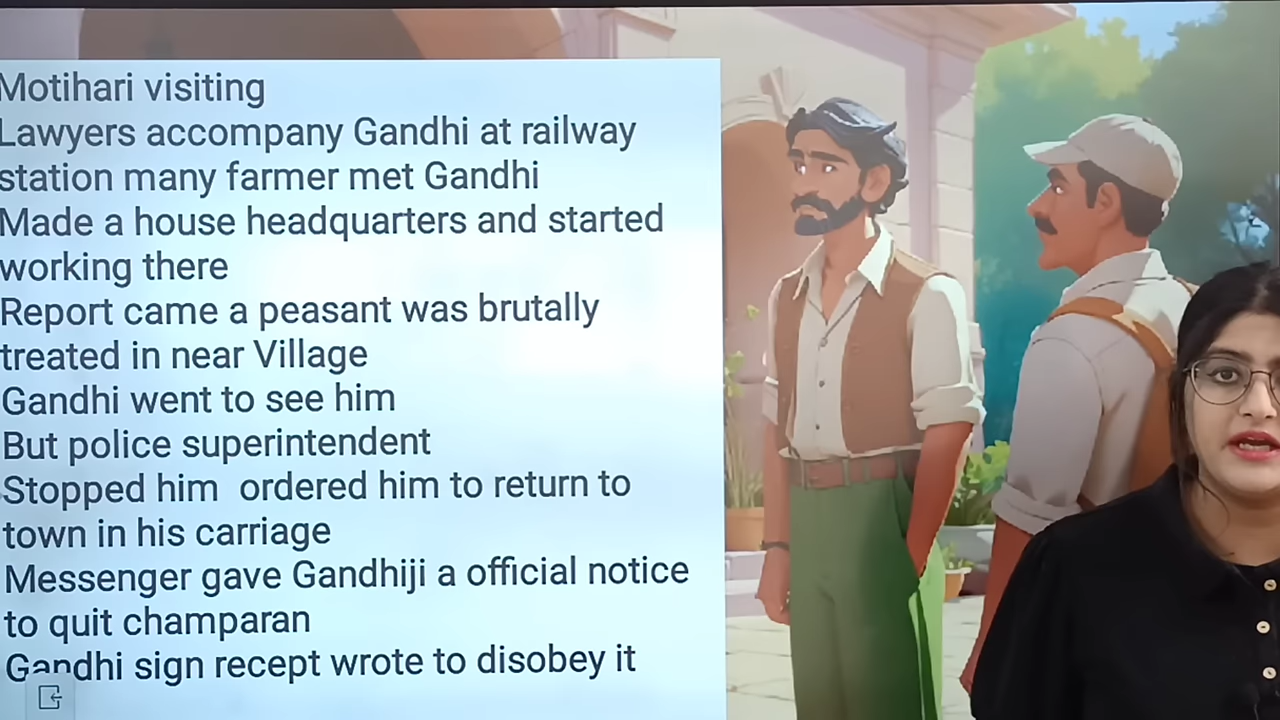 Motihari visiting
Lawyers accompany Gandhi at railway
station many farmer met Gandhi
Made a house headquarters and started
working there
Report came a peasant was brutally
treated in near Village
Gandhi went to see him
But police superintendent
Stopped him ordered him to return to
town in his carriage
Messenger gave Gandhiji a official notice
to quit champaran
Gandhi sign recept wrote to disobey it